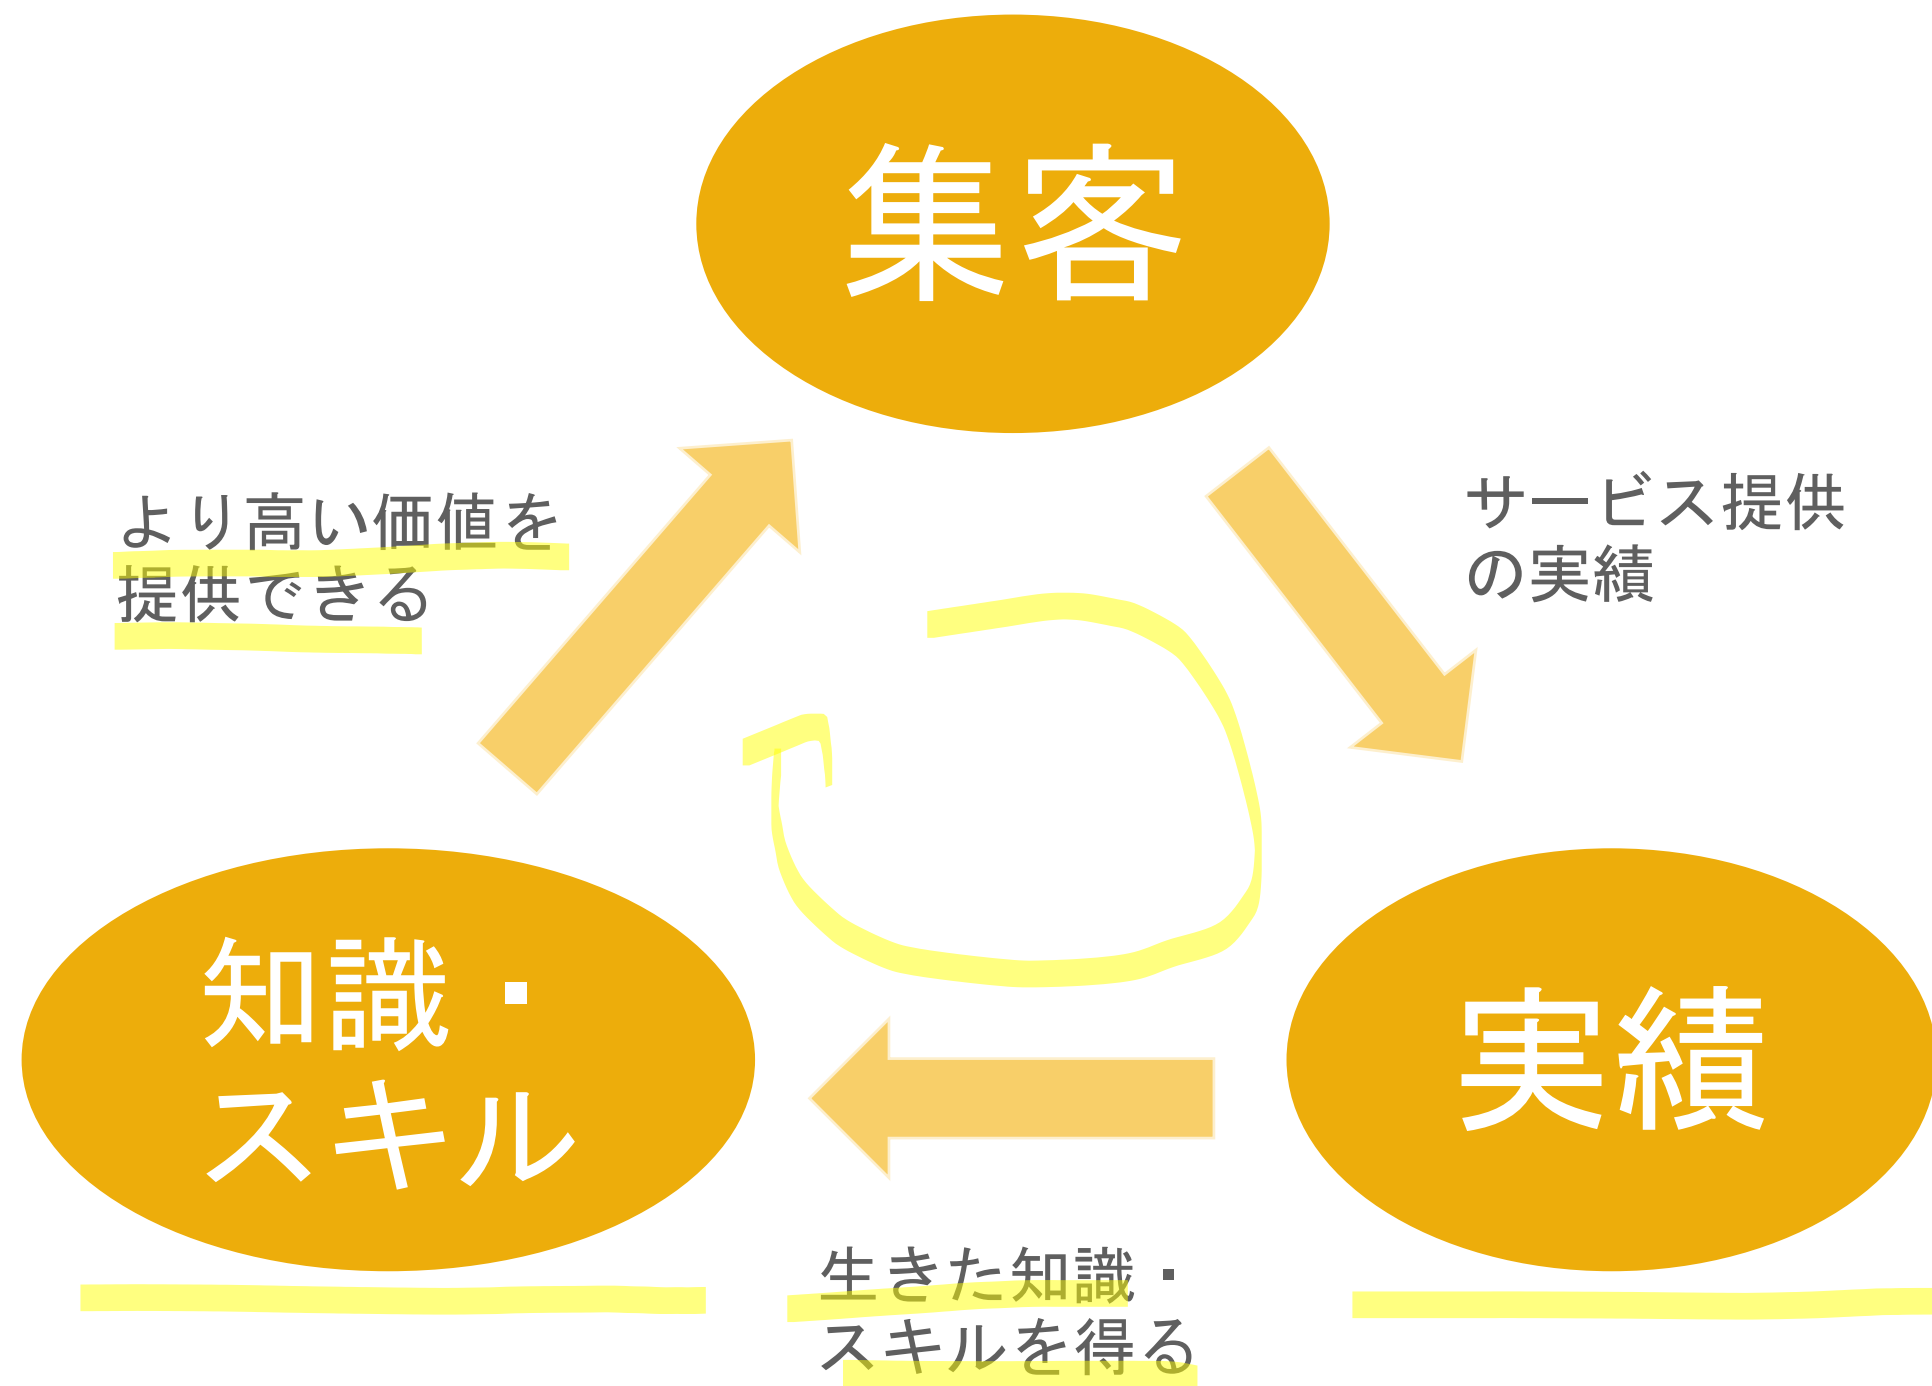 集客
より高い価値を
提供できる
サービス提供
の実績
知識・
スキル
実績
生きた知識・
スキルを得る